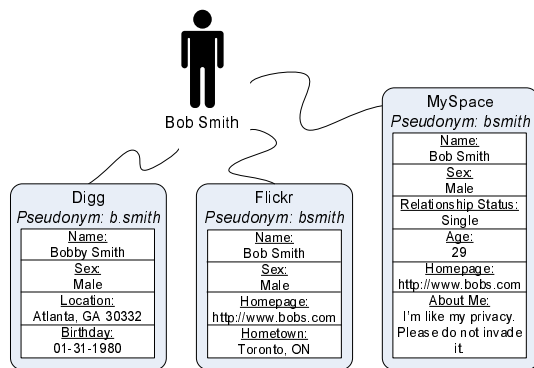 Bob Smith
Digg
Pseudonym: b.smith
Name:
Bobby Smith
Sex:
Male
Location:
Atlanta, GA 30332
Birthday:
01-31-1980
Flickr
Pseudonym: bsmith
Name:
Bob Smith
Sex:
Male
Homepage:
http://www.bobs.com
Hometown:
Toronto, ON
MySpace
Pseudonym: bsmith
Name:
Bob Smith
Sex:
Male
Relationship Status:
Single
Age:
29
Homepage:
http://www.bobs.com
About Me:
I'm like my privacy.
Please do not invade
it.